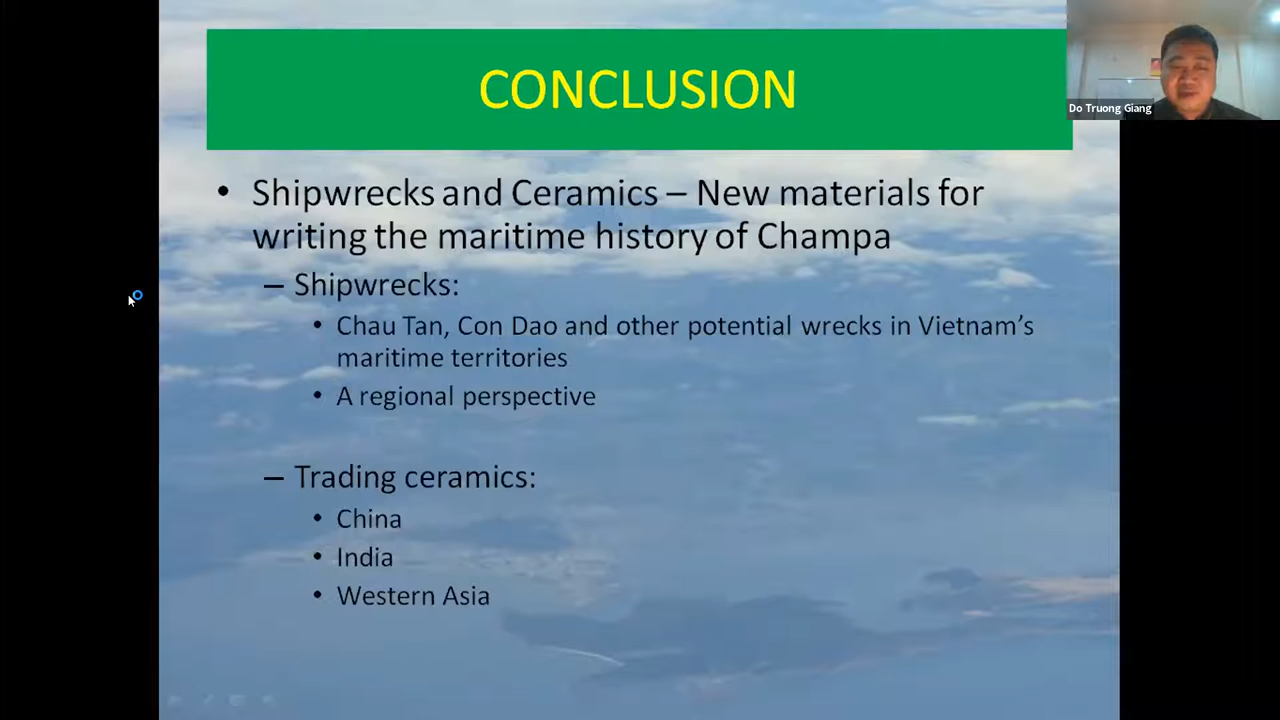 CONCLUSION
Do Truong Giang
• Shipwrecks and Ceramics – New materials for
writing the maritime history of Champa
– Shipwrecks:
• Chau Tan, Con Dao and other potential wrecks in Vietnam’s
maritime territories
• A regional perspective
– Trading ceramics:
• China
• India
• Western Asia